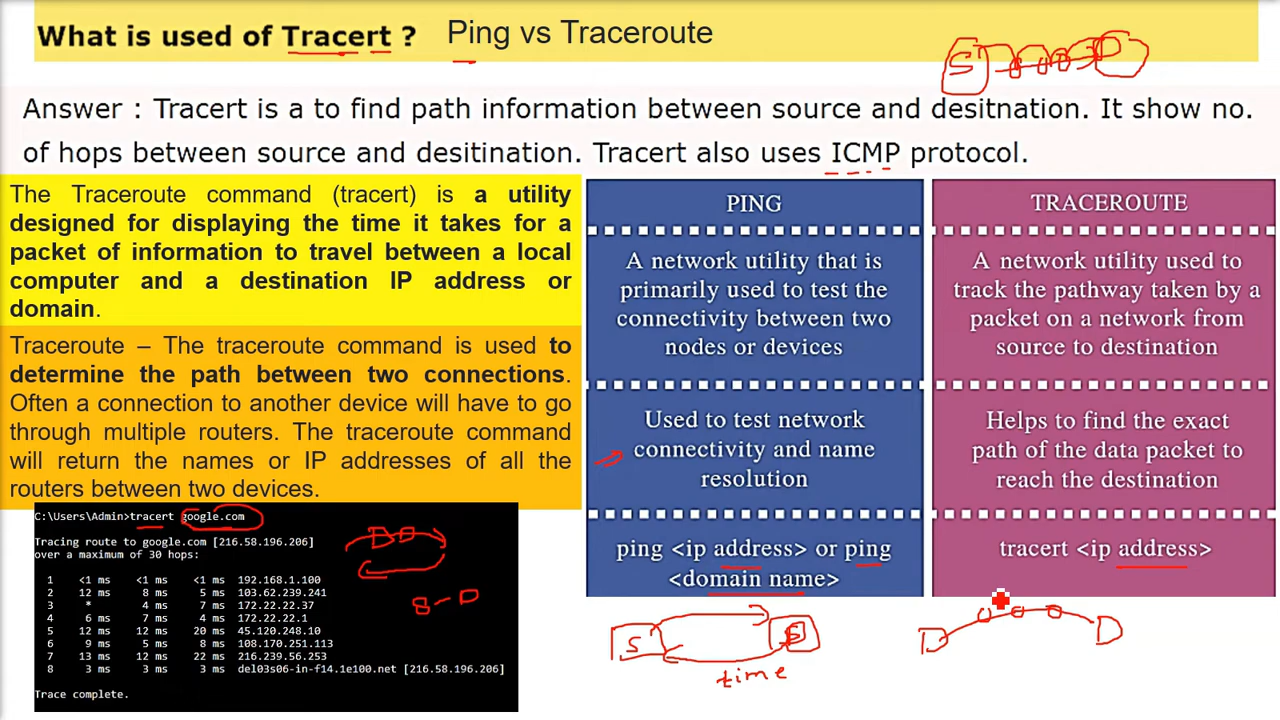 What is used of Tracert ? Ping vs Traceroute
S D
Answer : Tracert is a to find path information between source and desitnation. It show no.
of hops between source and desitination. Tracert also uses ICMP protocol.
The Traceroute command (tracert) is a utility
designed for displaying the time it takes for a
packet of information to travel between a local
computer and a destination IP address or
domain.
Traceroute – The traceroute command is used to
determine the path between two connections.
Often a connection to another device will have to go
through multiple routers. The traceroute command
will return the names or IP addresses of all the
routers between two devices.
C:\Users\Admin>tracert google.com
Tracing route to google.com [216.58.196.206]
over a maximum of 30 hops:
1 <1 ms <1 ms <1 ms 192.168.1.100
2 12 ms 8 ms 5 ms 103.62.239.241
3 * 4 ms 7 ms 172.22.22.37
4 6 ms 7 ms 4 ms 172.22.22.1
5 12 ms 12 ms 20 ms 45.120.248.10
6 9 ms 5 ms 8 ms 108.170.251.113
7 13 ms 12 ms 22 ms 216.239.56.253
8 3 ms 3 ms 3 ms del03s06-in-f14.1e100.net [216.58.196.206]
Trace complete.
PING
A network utility that is
primarily used to test the
connectivity between two
nodes or devices
Used to test network
connectivity and name
resolution
ping <ip address> or ping
<domain name>
TRACEROUTE
A network utility used to
track the pathway taken by a
packet on a network from
source to destination
Helps to find the exact
path of the data packet to
reach the destination
tracert <ip address>
S
time
D D